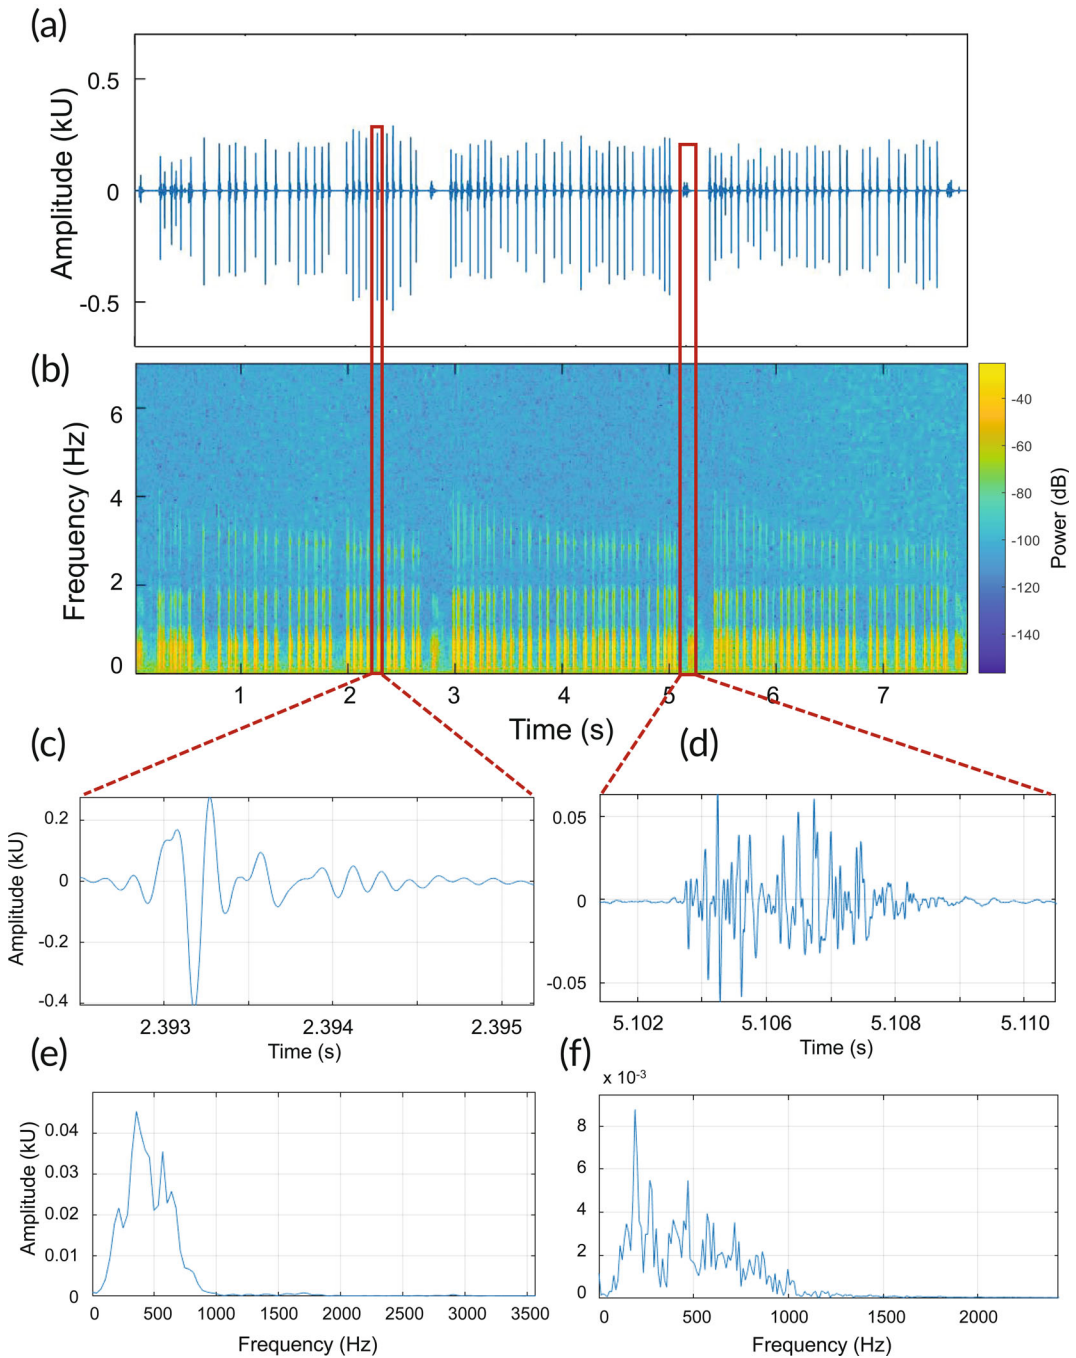 (a)
Amplitude (kU)
0.5
0
-0.5
(b)
Frequency (Hz)
6
4
2
0
1 2 3 4 5 6 7
Time (s)
-40
-60
-80
-100
-120
-140
Power (dB)
(c)
Amplitude (kU)
0.2
0
-0.2
-0.4
2.393 2.394 2.395
Time (s)
(d)
0.05
0
-0.05
5.102 5.106 5.108 5.110
Time (s)
(e)
Amplitude (kU)
0.04
0.03
0.02
0.01
0
0 500 1000 1500 2000 2500 3000 3500
Frequency (Hz)
(f)
x 10-3
8
6
4
2
0
0 500 1000 1500 2000
Frequency (Hz)